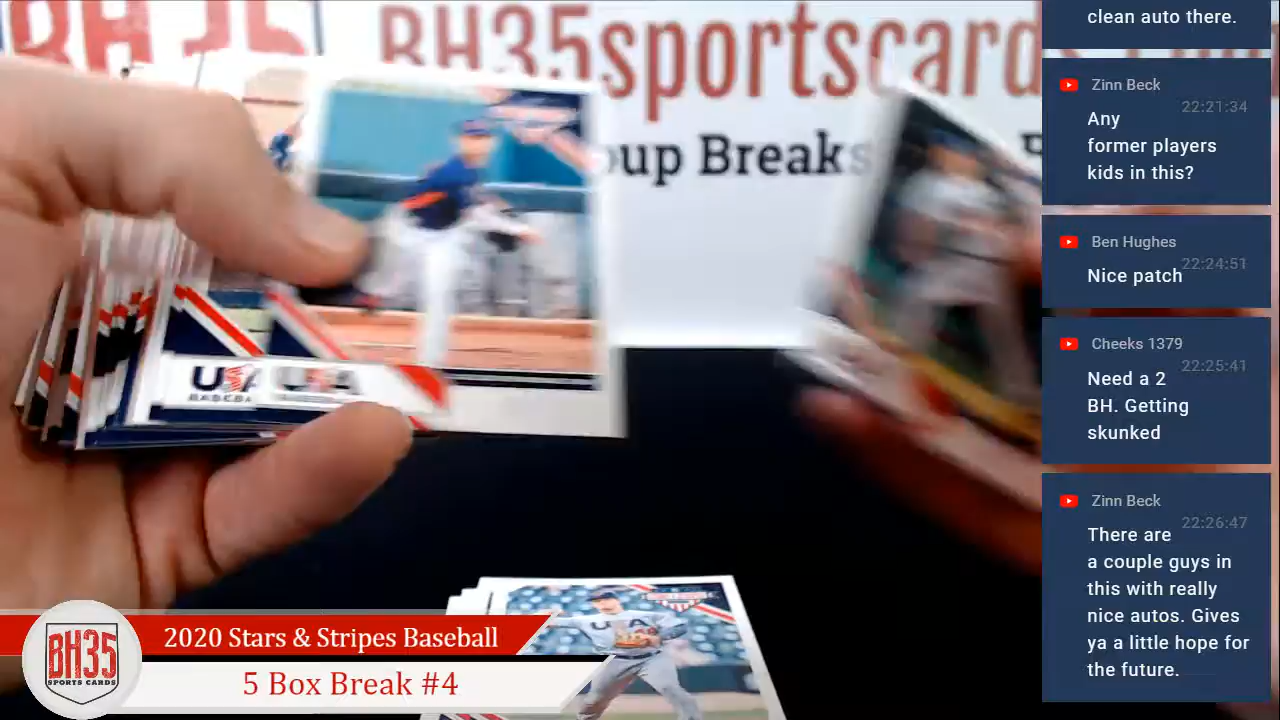 BH35sportscards
oup Breaks
USA
BASEBA
USA
USA
BH35
SPORTS CARDS
2020 Stars & Stripes Baseball
5 Box Break #4
clean auto there.
Zinn Beck
22:21:34
Any
former players
kids in this?
Ben Hughes
22:24:51
Nice patch
Cheeks 1379
22:25:41
Need a 2
BH. Getting
skunked
Zinn Beck
22:26:47
There are
a couple guys in
this with really
nice autos. Gives
ya a little hope for
the future.